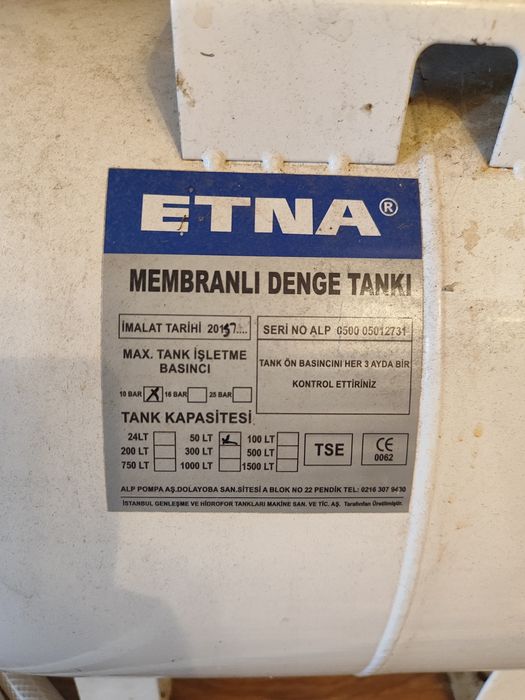 ETNA®
MEMBRANLI DENGE TANKI
İMALAT TARİHİ 201
SERİ NO ALP 0500 05012731
MAX. TANK İŞLETME
BASINCI
TANK ÖN BASINCINI HER 3 AYDA BİR
KONTROL ETTİRİNİZ
10 BAR X 16 BAR 25 BAR
TANK KAPASİTESİ
24LT 50 LT 100 LT
200 LT 300 LT 500 LT
750 LT 1000 LT 1500 LT
TSE
CE
0062
ALP POMPA AŞ.DOLAYOBA SAN.SİTESİ A BLOK NO 22 PENDİK TEL: 0216 307 9430
İSTANBUL GENLEŞME VE HİDROFOR TANKLARI MAKİNE SAN. VE TİC. AŞ. Tarafından Üretilmiştir.